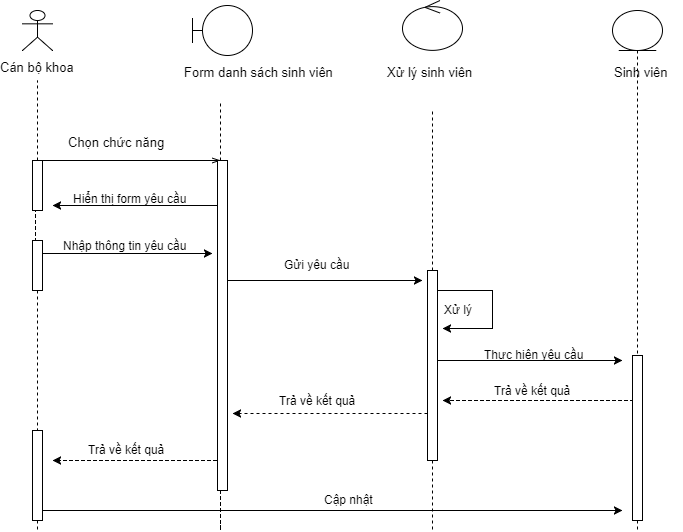 Cán bộ khoa
Form danh sách sinh viên
Xử lý sinh viên
Sinh viên
Chọn chức năng
Hiển thị form yêu cầu
Nhập thông tin yêu cầu
Gửi yêu cầu
Xử lý
Thực hiện yêu cầu
Trả về kết quả
Trả về kết quả
Trả về kết quả
Cập nhật